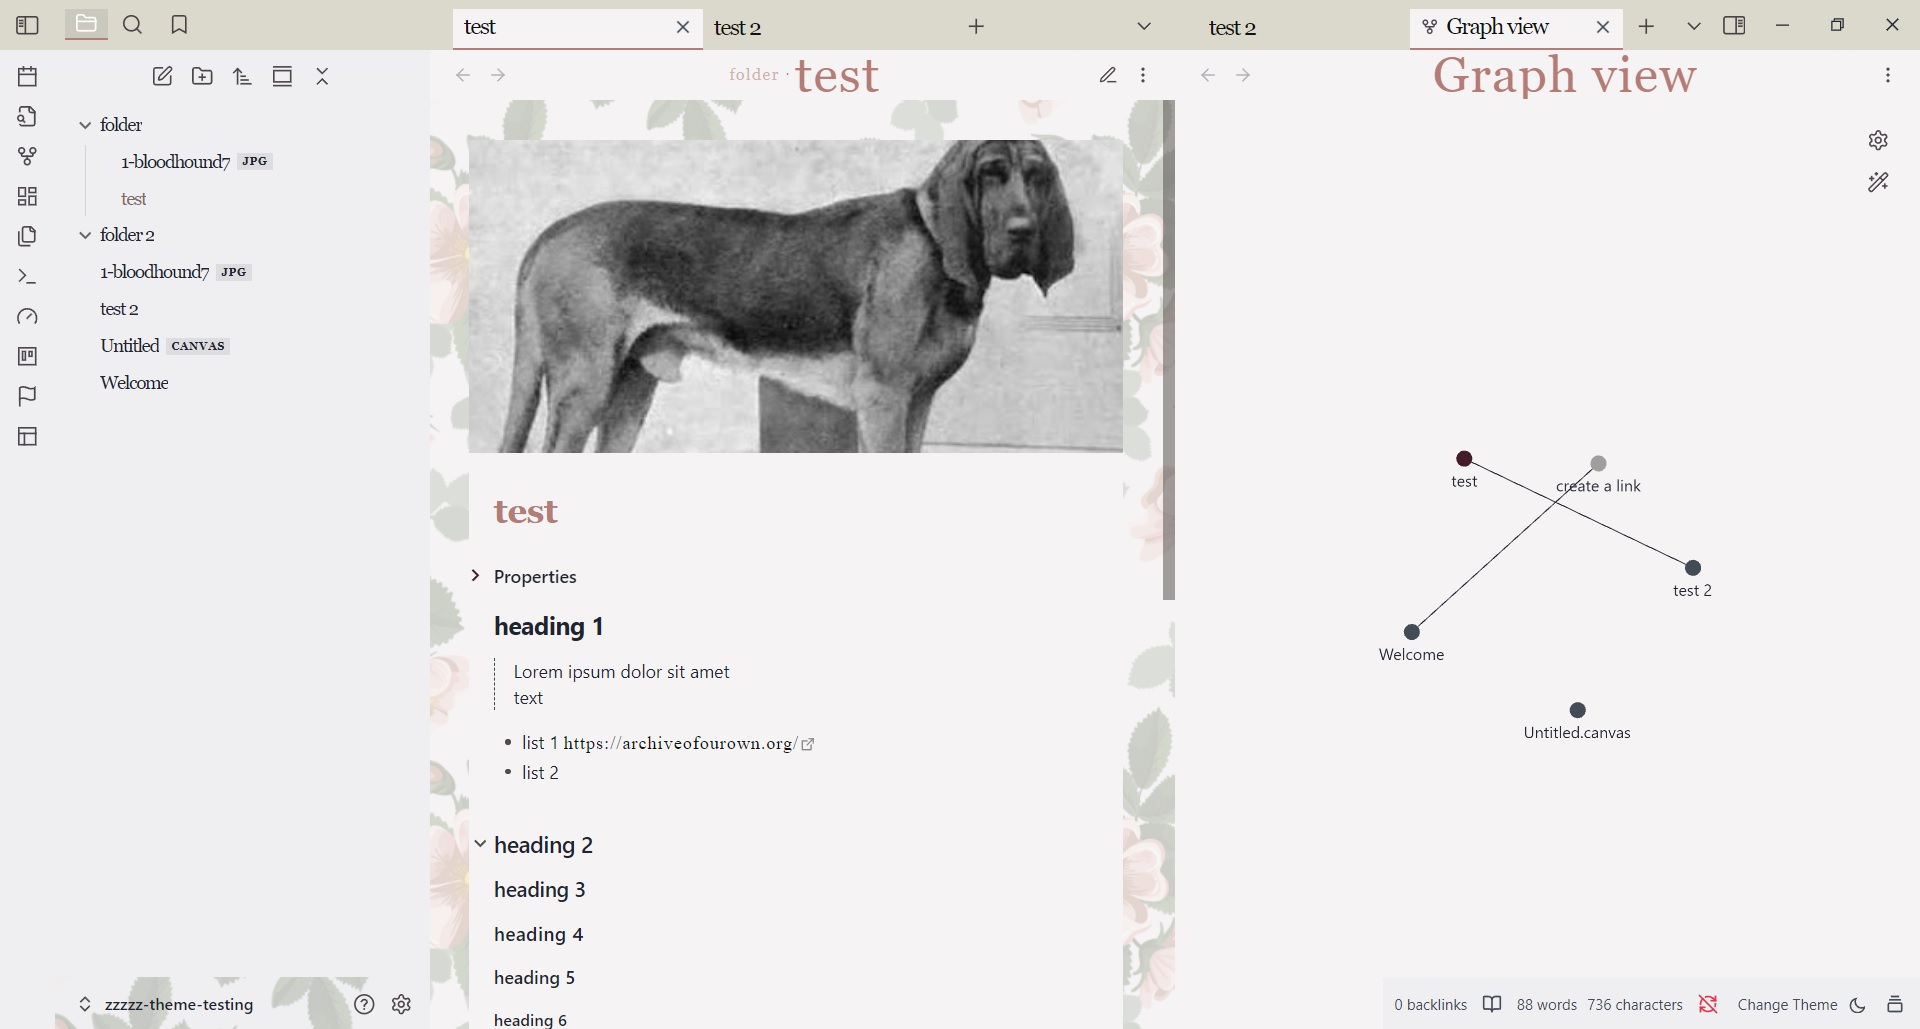 test
test 2
test 2
Graph view
folder · test
Graph view
folder
1-bloodhound7 JPG
test
folder 2
1-bloodhound7 JPG
test 2
Untitled CANVAS
Welcome
test
Properties
heading 1
Lorem ipsum dolor sit amet
text
list 1 https://archiveofourown.org/
list 2
heading 2
heading 3
heading 4
heading 5
heading 6
test
create a link
test 2
Welcome
Untitled.canvas
zzzzz-theme-testing
0 backlinks 88 words 736 characters Change Theme